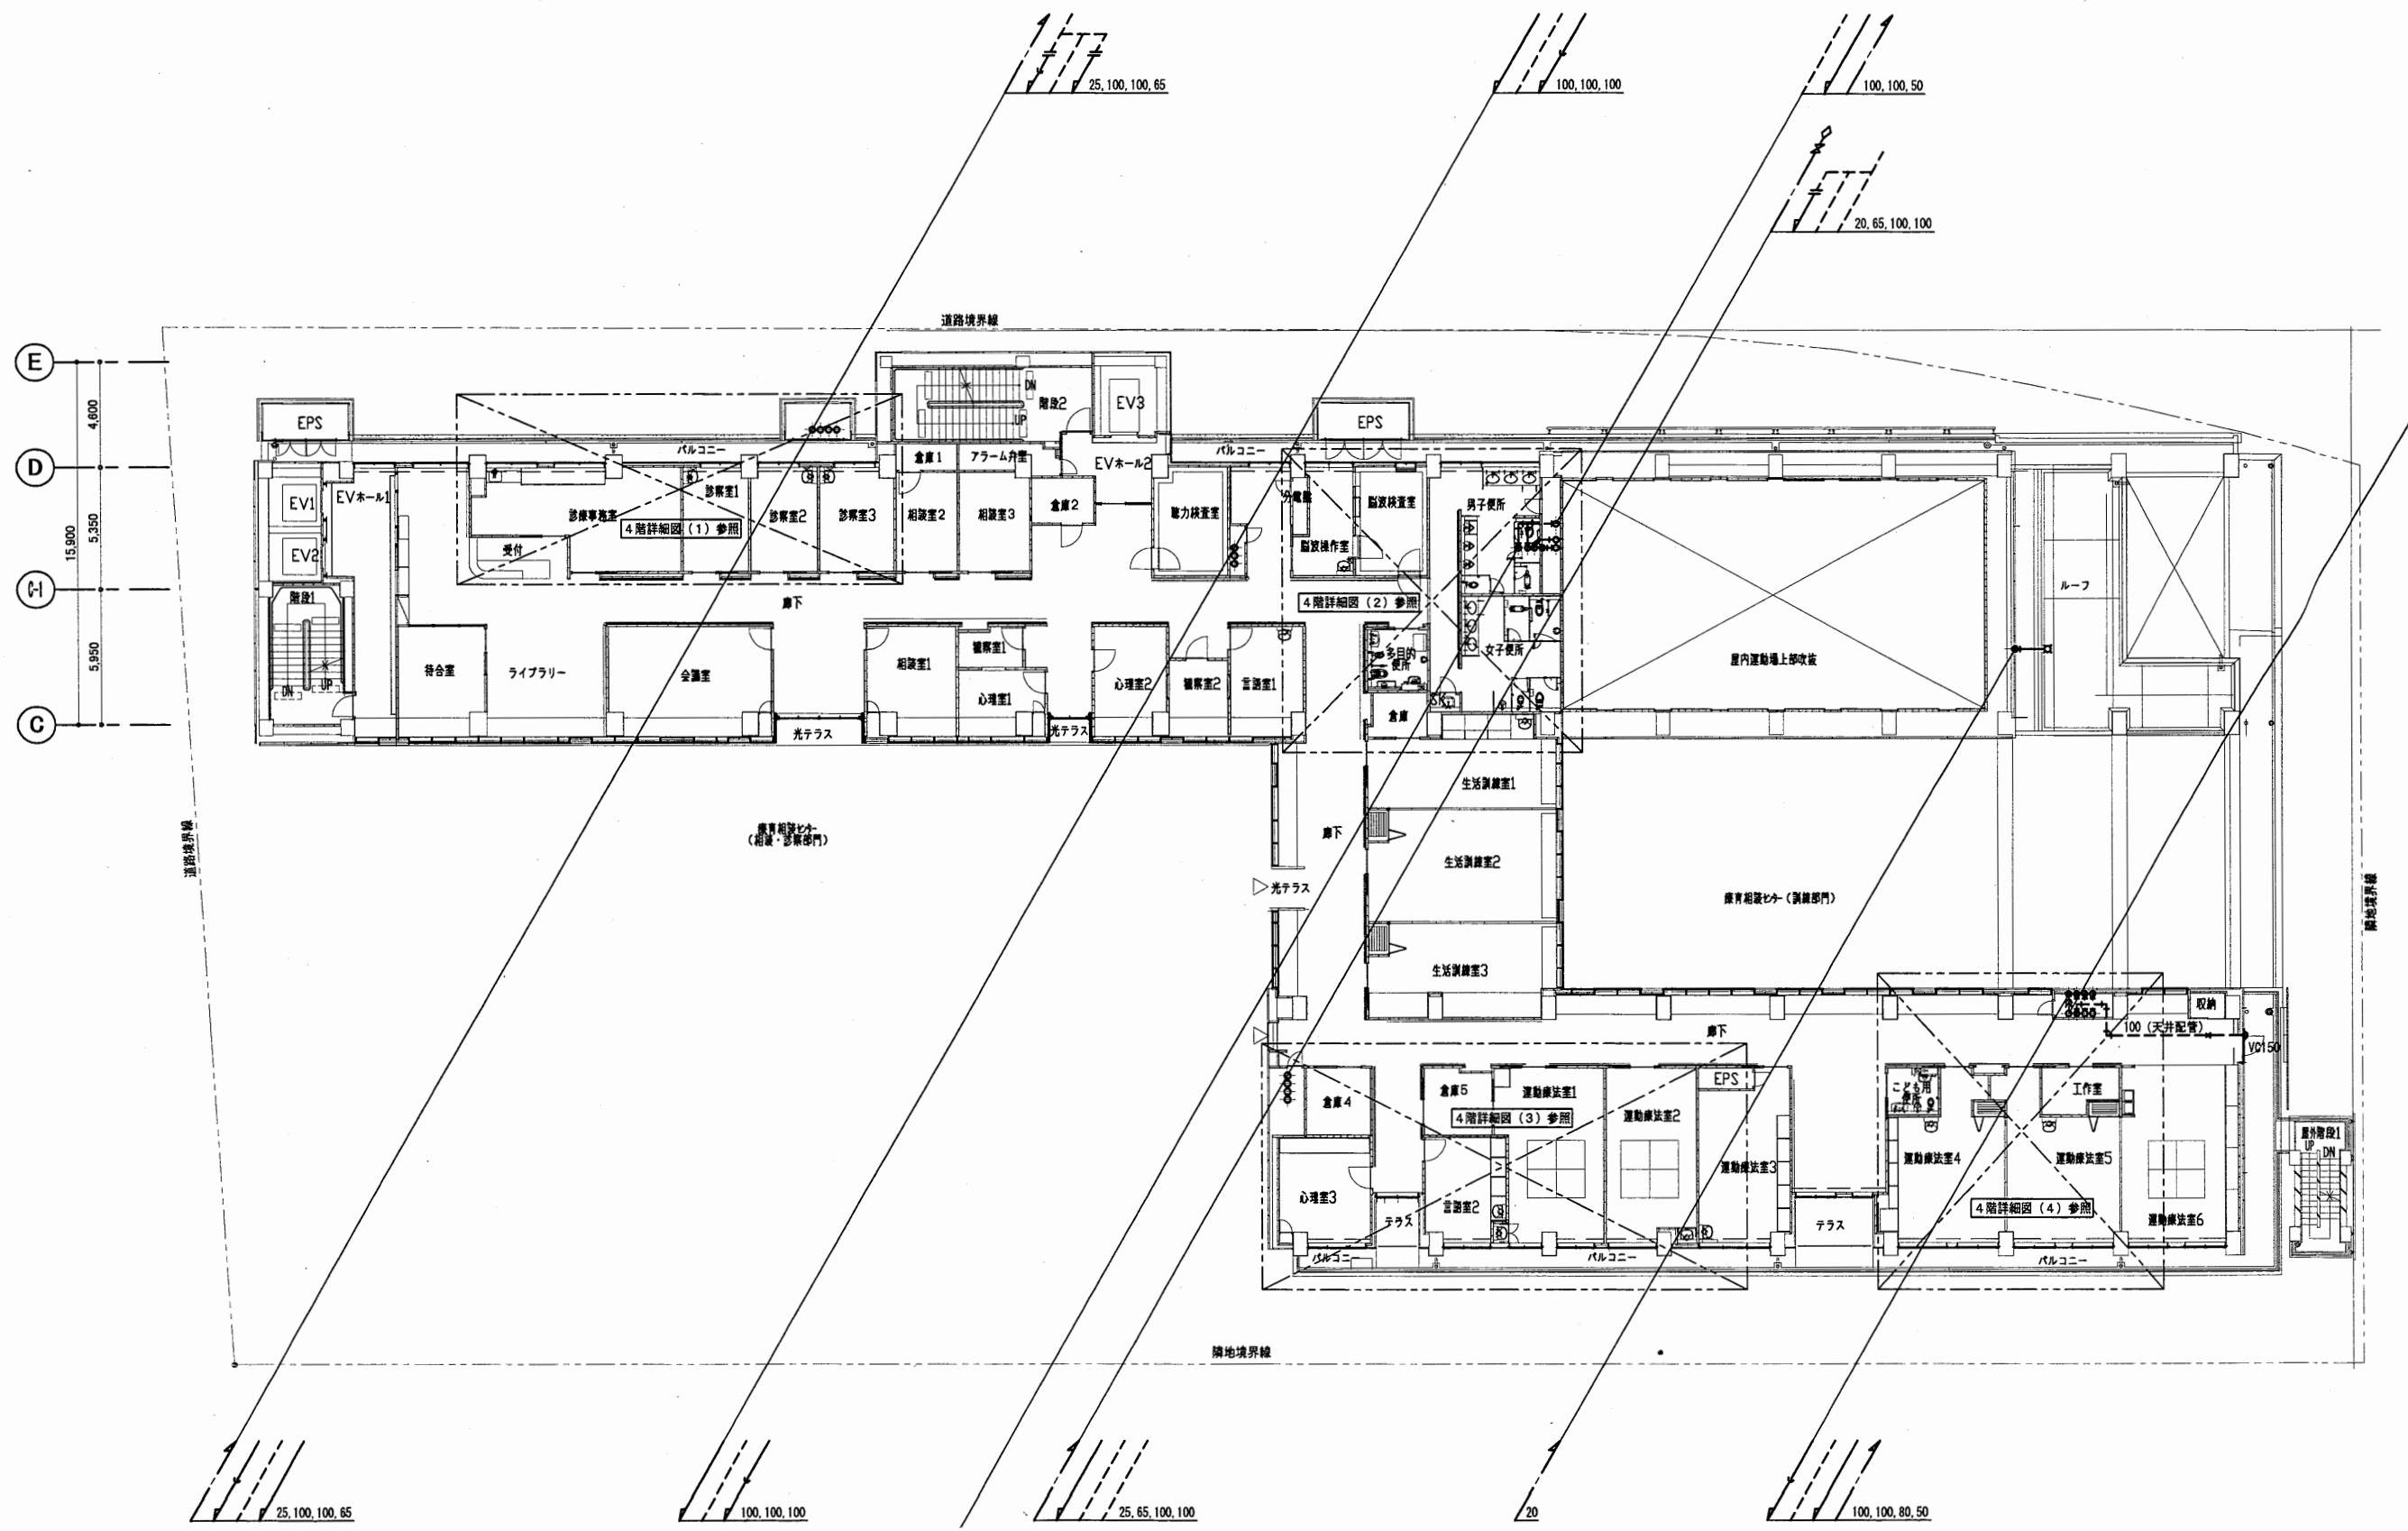 25,100,100,65
100,100,100
100,100,50
20,65,100,100
道路境界線
E
D
C-1
C
4,600
5,350
5,950
15,900
EPS
バルコニー
階段2
DN
UP
EV3
バルコニー
EPS
倉庫1
アラーム弁室
EVホール2
EV1
EV2
EVホール1
診療事務室
受付
診察室1
診察室2
診察室3
相談室2
相談室3
倉庫2
聴力検査室
分電盤
脳波操作室
脳波検査室
男子便所
4階詳細図(1)参照
4階詳細図(2)参照
ルーフ
階段1
DN
UP
廊下
待合室
ライブラリー
会議室
光テラス
相談室1
観察室1
心理室1
光テラス
心理室2
観察室2
言語室1
多目的
便所
女子便所
倉庫
SK
屋内運動場上部吹抜
道路境界線
療育相談センター
(相談・診察部門)
生活訓練室1
廊下
生活訓練室2
光テラス
生活訓練室3
療育相談センター(訓練部門)
隣地境界線
収納
100(天井配管)
VC150
廊下
倉庫4
倉庫5
運動療法室1
運動療法室2
EPS
運動療法室3
4階詳細図(3)参照
心理室3
テラス
言語室2
バルコニー
バルコニー
テラス
こども用
便所
工作室
運動療法室4
運動療法室5
4階詳細図(4)参照
運動療法室6
バルコニー
屋外階段1
UP
DN
隣地境界線
25,100,100,65
100,100,100
25,65,100,100
20
100,100,80,50